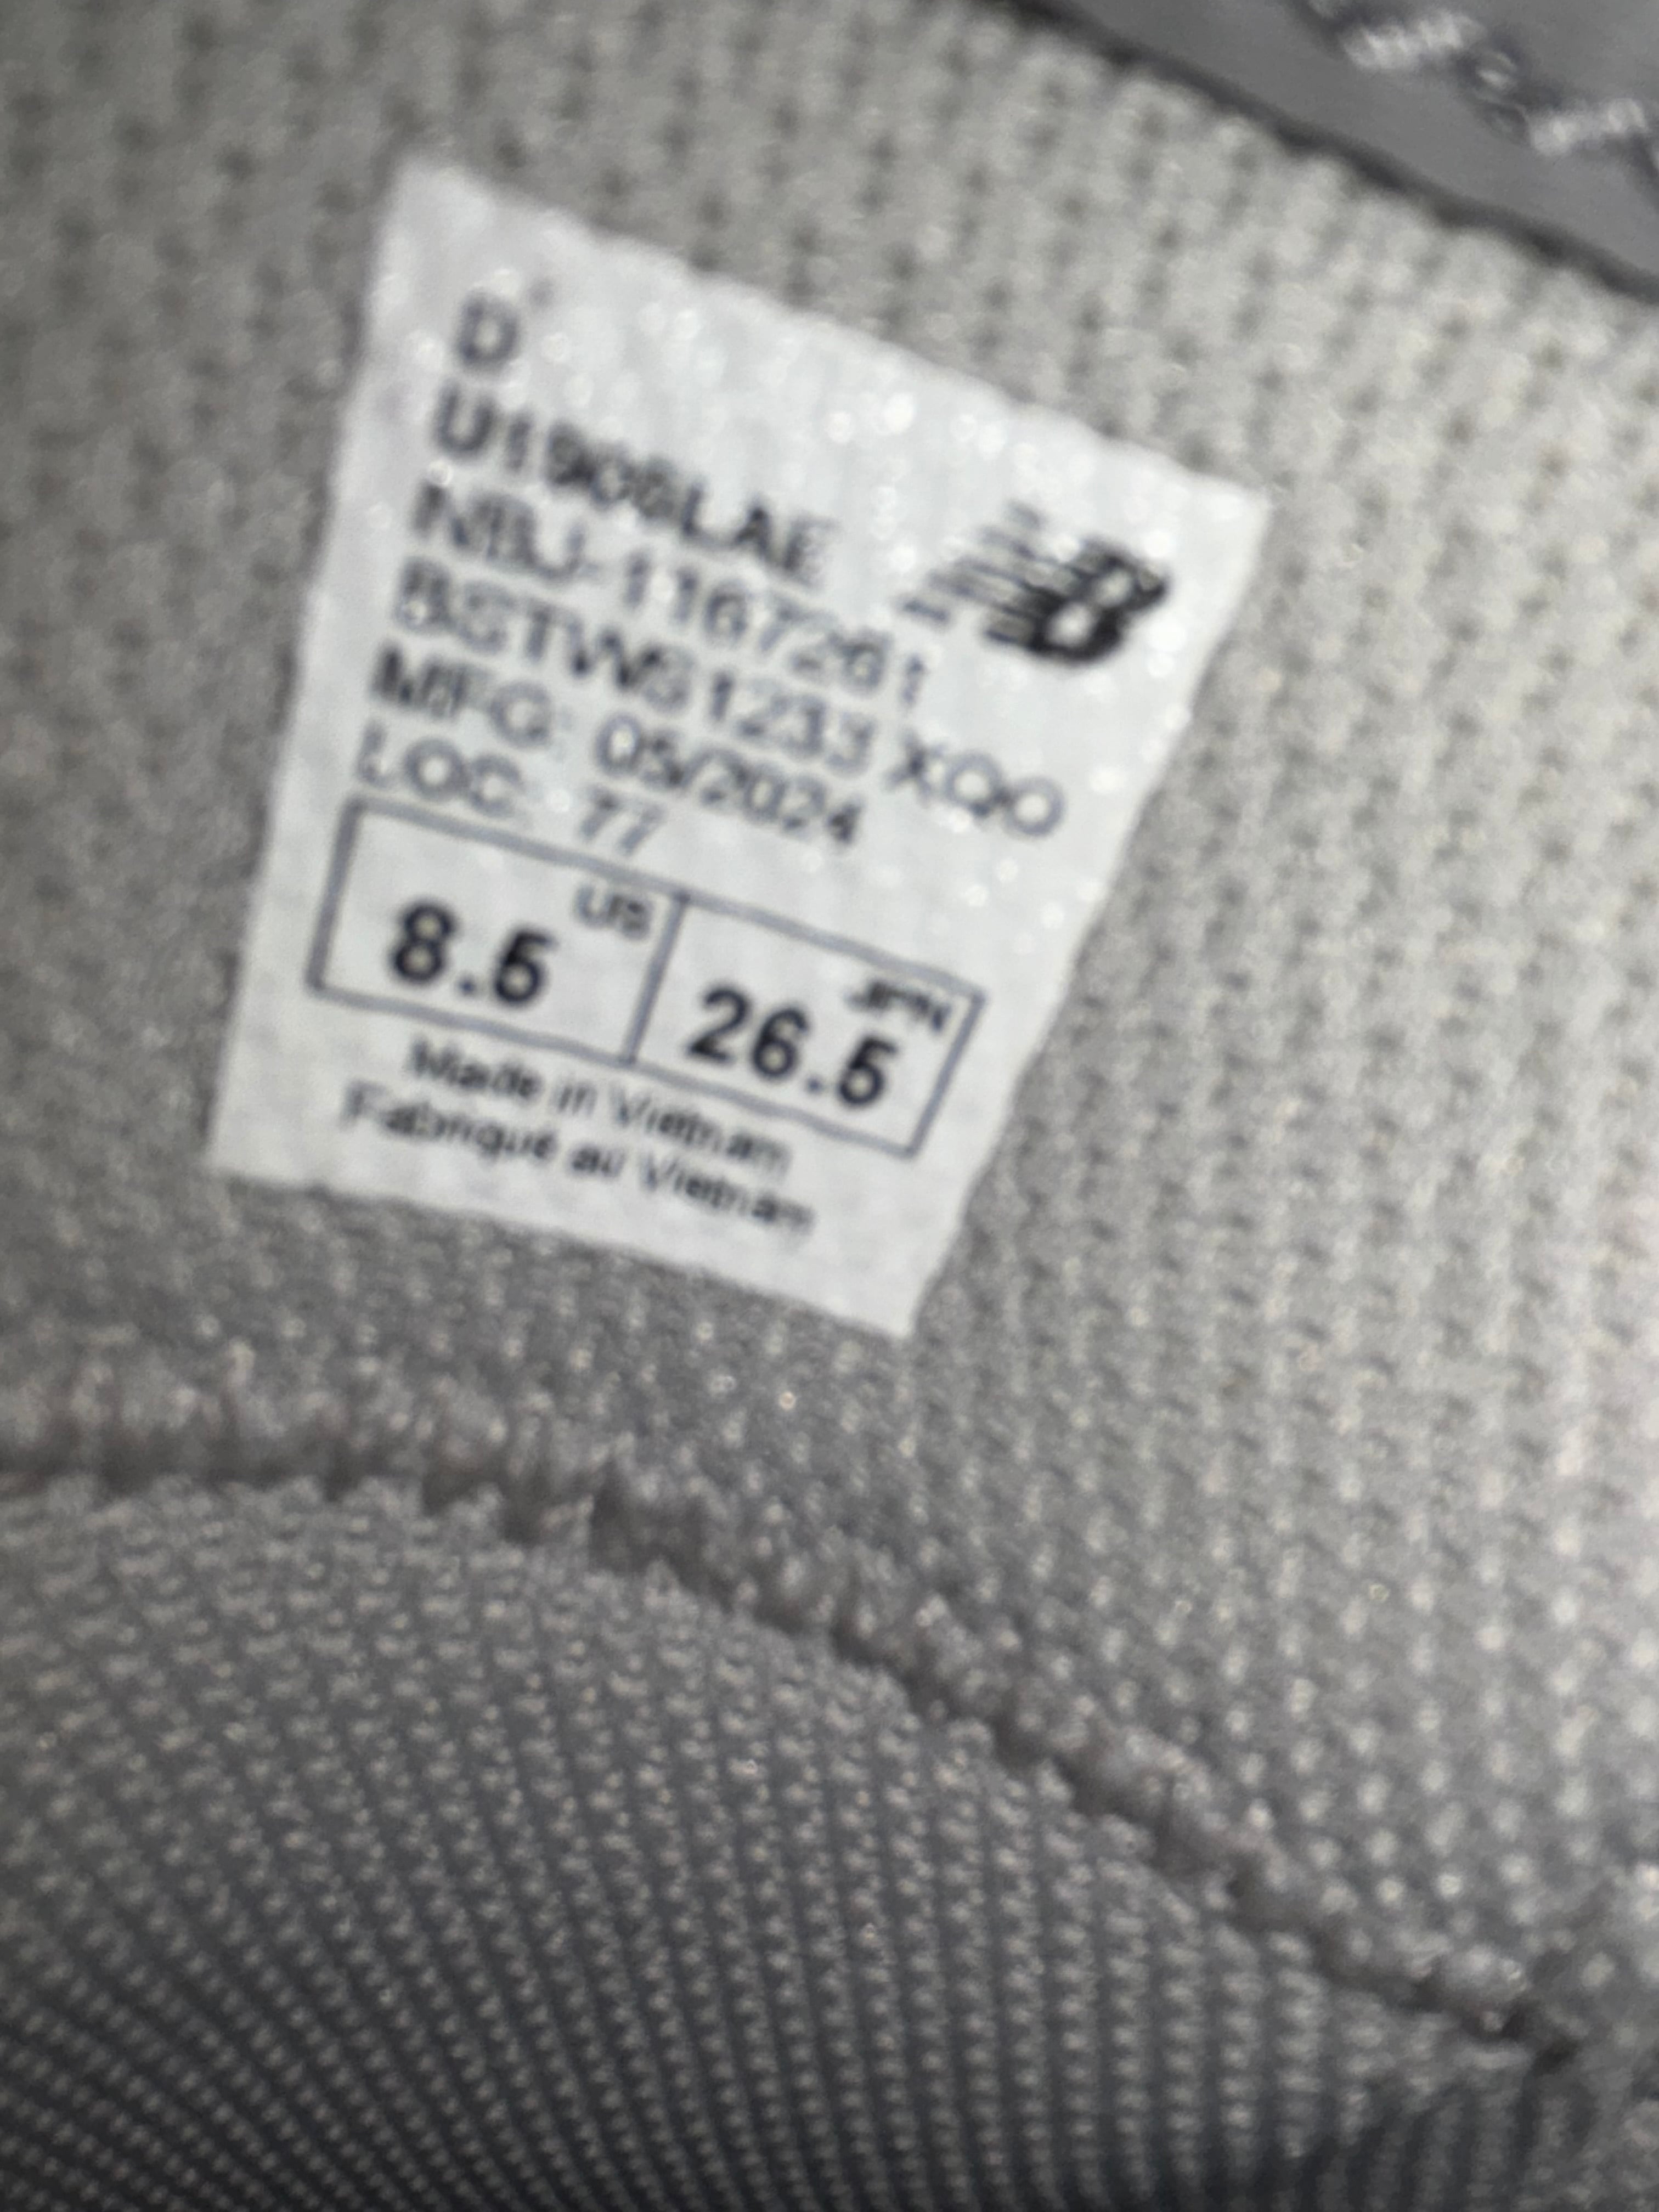 D
U1906LAE
NBJ-1167261
BSTWS1233 XQO
MFG: 05/2024
LOC: 77
US
8.5
JPN
26.5
Made in Vietnam
Fabriqué au Vietnam